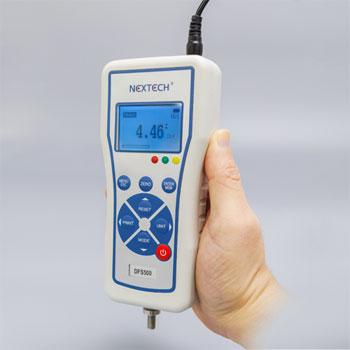 NEXTECH®
4.46
ZERO
RESET
PRINT
UNIT
MODE
DFS500